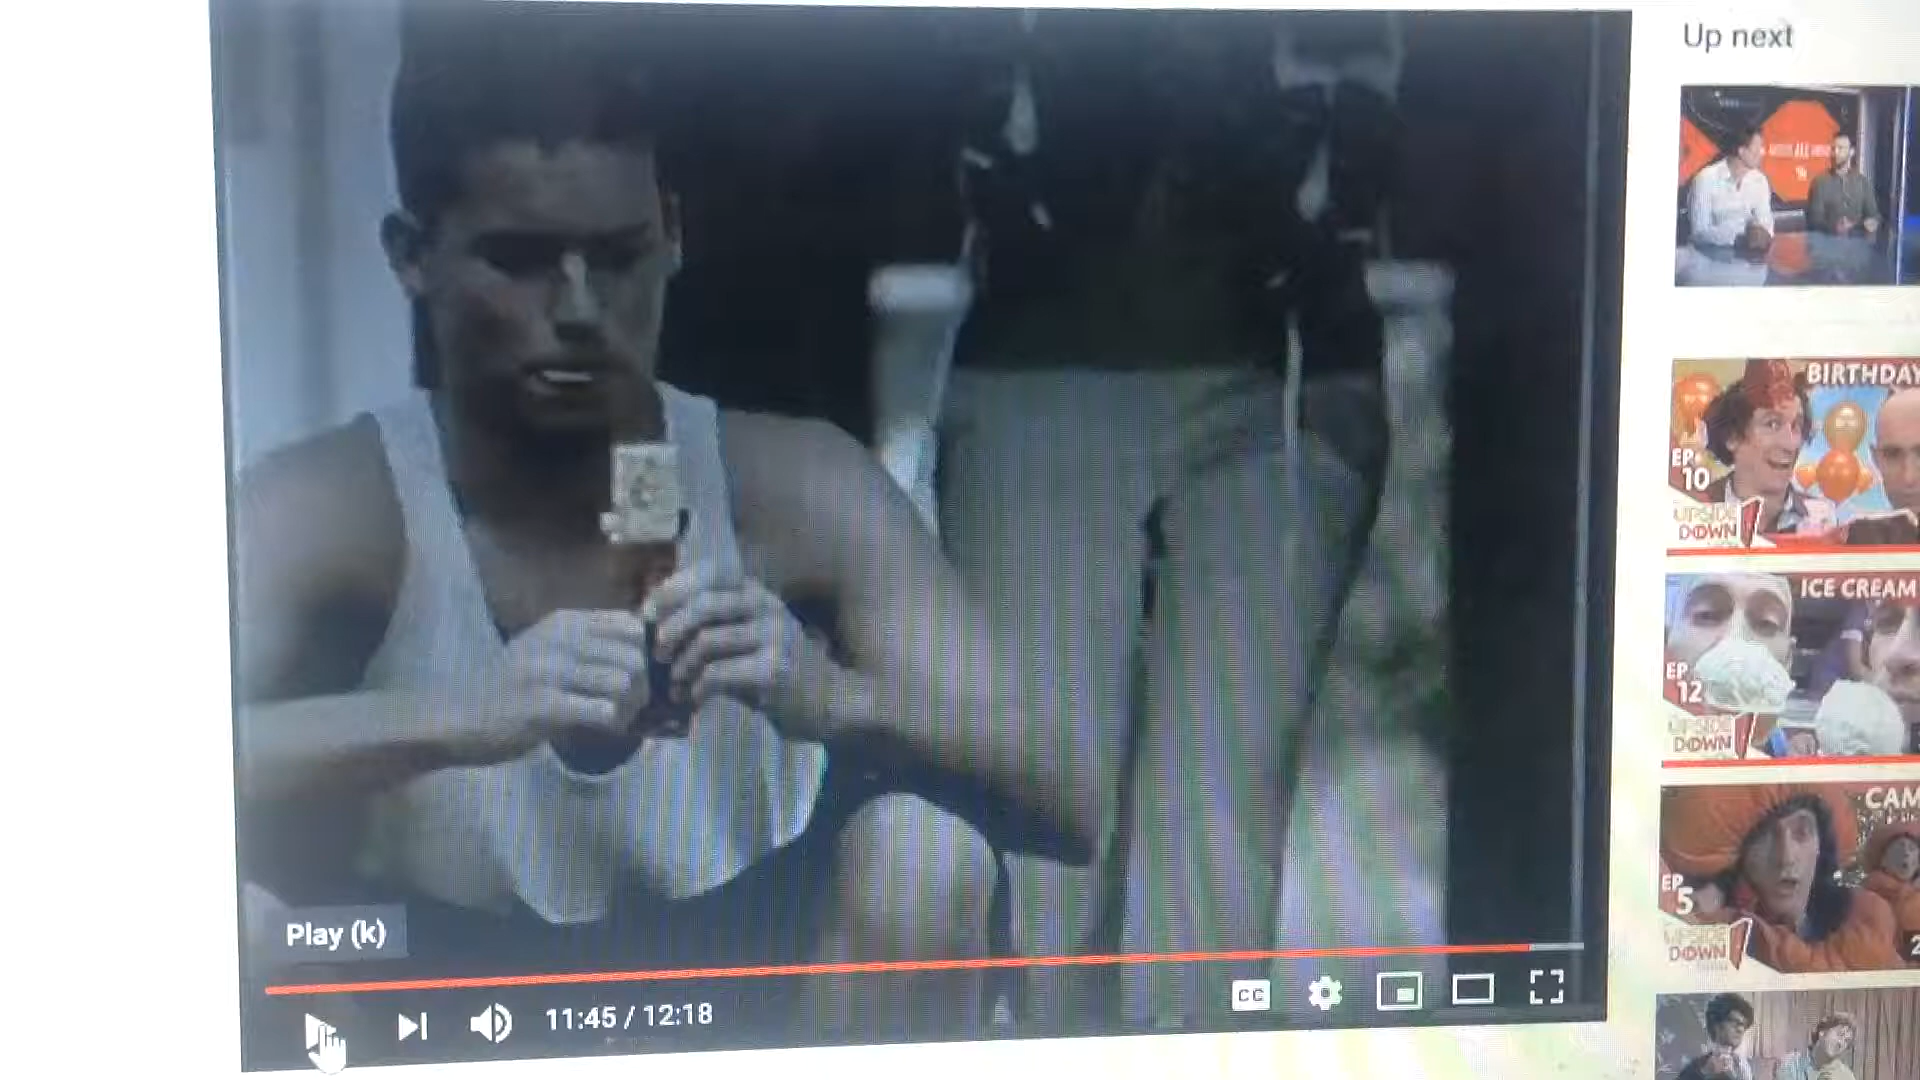 Up next
BIRTHDAY
EP.
10
UPSIDE
DOWN
ICE CREAM
EP
12
UPSIDE
DOWN
CAM
EP
5
UPSIDE
DOWN
2
Play (k)
11:45 / 12:18
CC